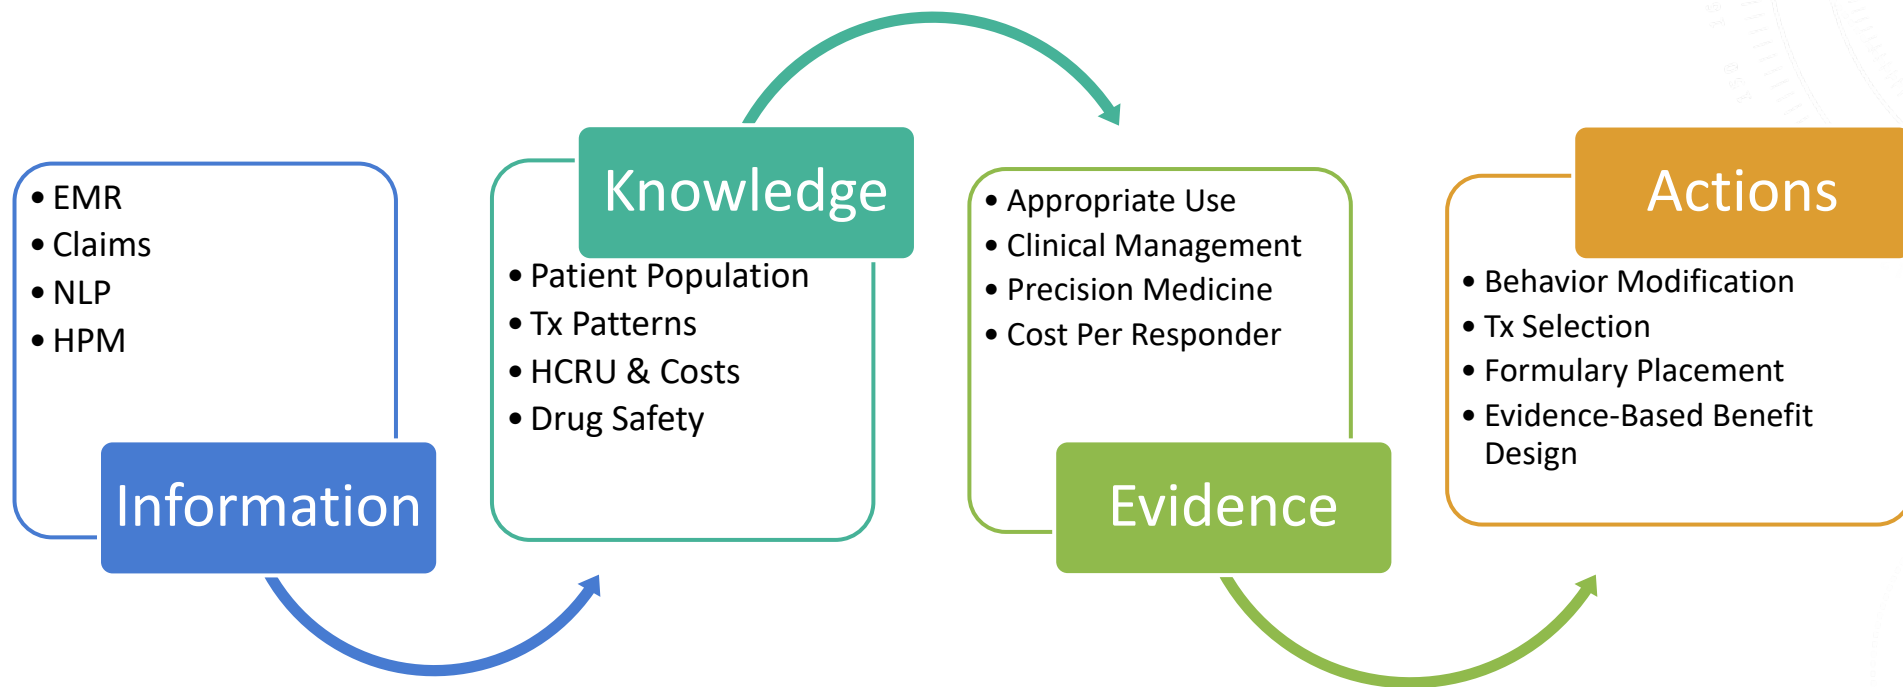 • EMR
• Claims
• NLP
• HPM
Information
Knowledge
• Patient Population
• Tx Patterns
• HCRU & Costs
• Drug Safety
• Appropriate Use
• Clinical Management
• Precision Medicine
• Cost Per Responder
Evidence
Actions
• Behavior Modification
• Tx Selection
• Formulary Placement
• Evidence-Based Benefit
Design